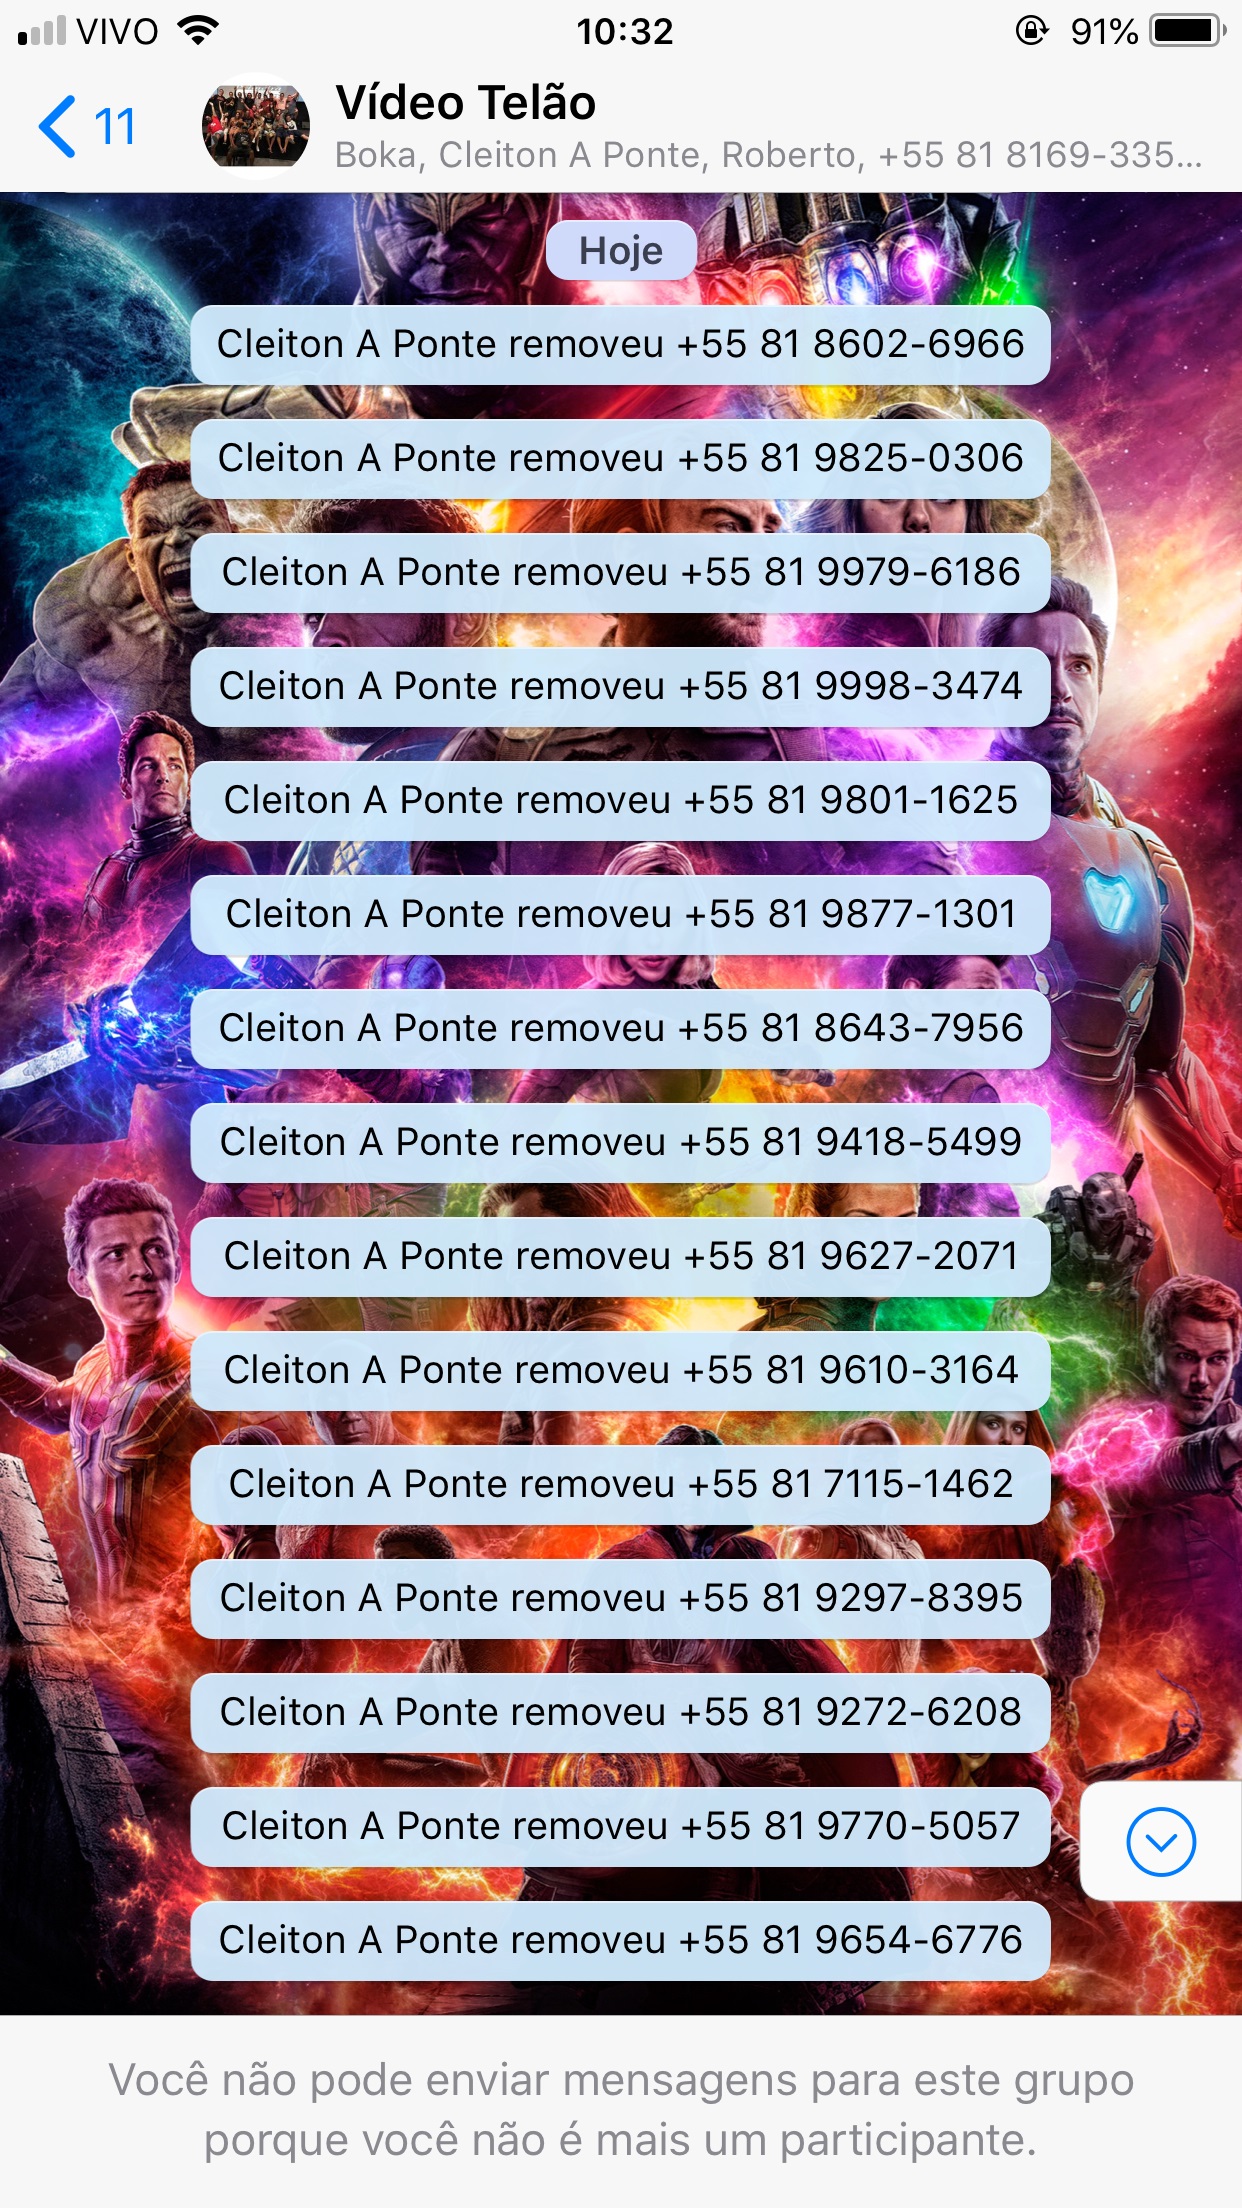 VIVO 10:32 91%
11 Vídeo Telão
Boka, Cleiton A Ponte, Roberto, +55 81 8169-335...
Hoje
Cleiton A Ponte removeu +55 81 8602-6966
Cleiton A Ponte removeu +55 81 9825-0306
Cleiton A Ponte removeu +55 81 9979-6186
Cleiton A Ponte removeu +55 81 9998-3474
Cleiton A Ponte removeu +55 81 9801-1625
Cleiton A Ponte removeu +55 81 9877-1301
Cleiton A Ponte removeu +55 81 8643-7956
Cleiton A Ponte removeu +55 81 9418-5499
Cleiton A Ponte removeu +55 81 9627-2071
Cleiton A Ponte removeu +55 81 9610-3164
Cleiton A Ponte removeu +55 81 7115-1462
Cleiton A Ponte removeu +55 81 9297-8395
Cleiton A Ponte removeu +55 81 9272-6208
Cleiton A Ponte removeu +55 81 9770-5057
Cleiton A Ponte removeu +55 81 9654-6776
Você não pode enviar mensagens para este grupo
porque você não é mais um participante.